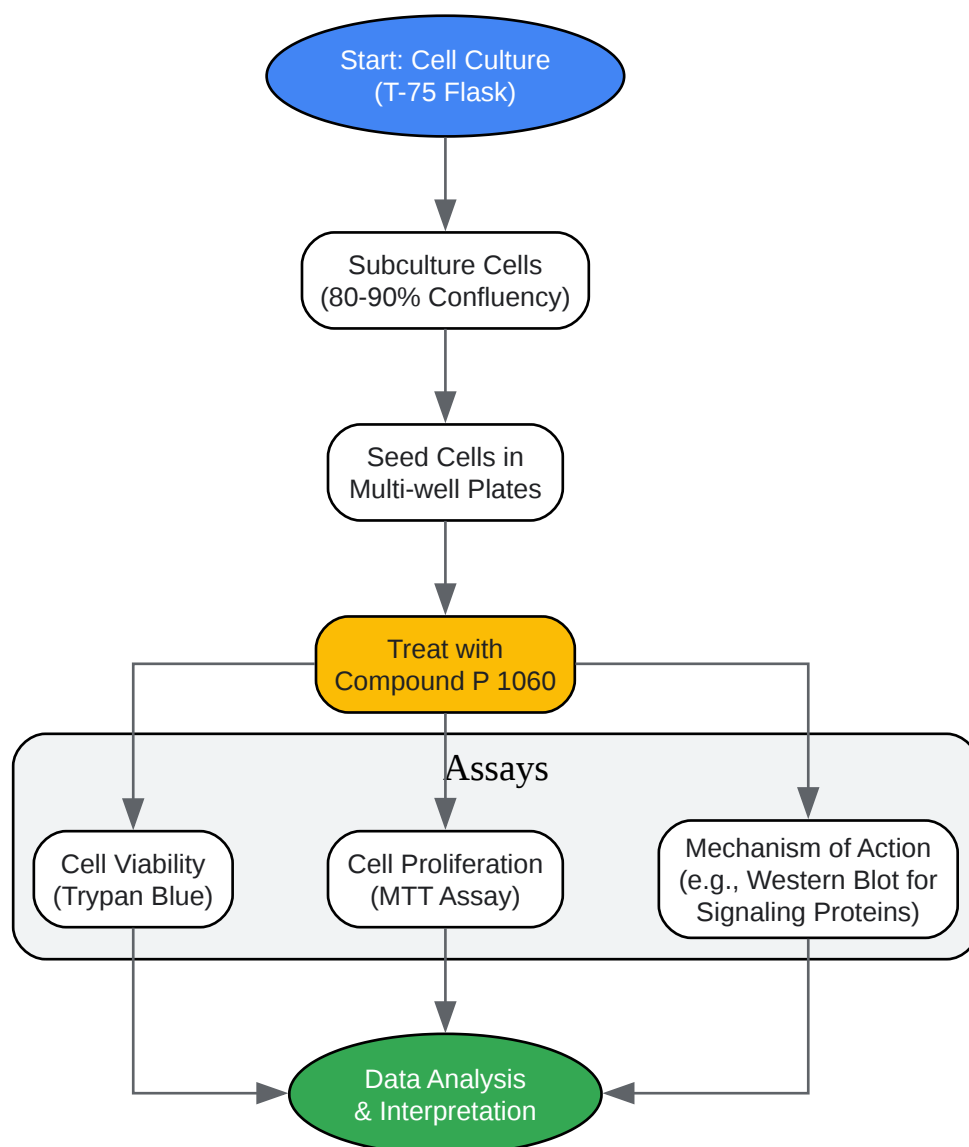 Start: Cell Culture
(T-75 Flask)
Subculture Cells
(80-90% Confluency)
Seed Cells in
Multi-well Plates
Treat with
Compound P 1060
Assays
Cell Viability
(Trypan Blue)
Cell Proliferation
(MTT Assay)
Mechanism of Action
(e.g., Western Blot for
Signaling Proteins)
Data Analysis
& Interpretation